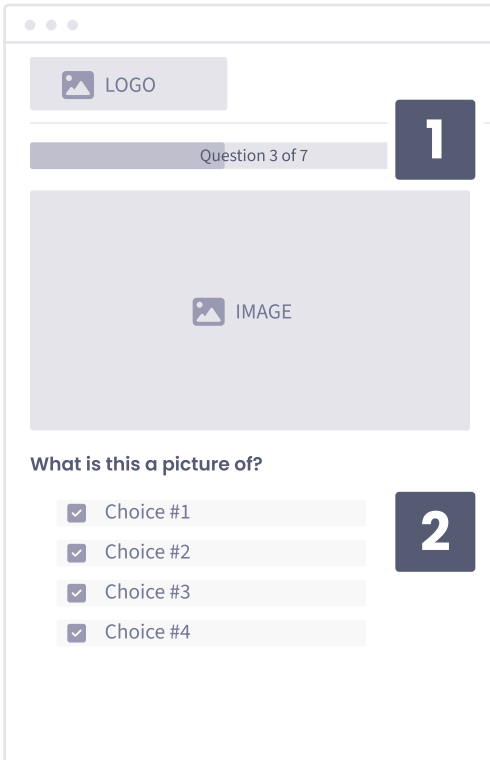 LOGO
1
Question 3 of 7
IMAGE
What is this a picture of?
2
Choice #1
Choice #2
Choice #3
Choice #4